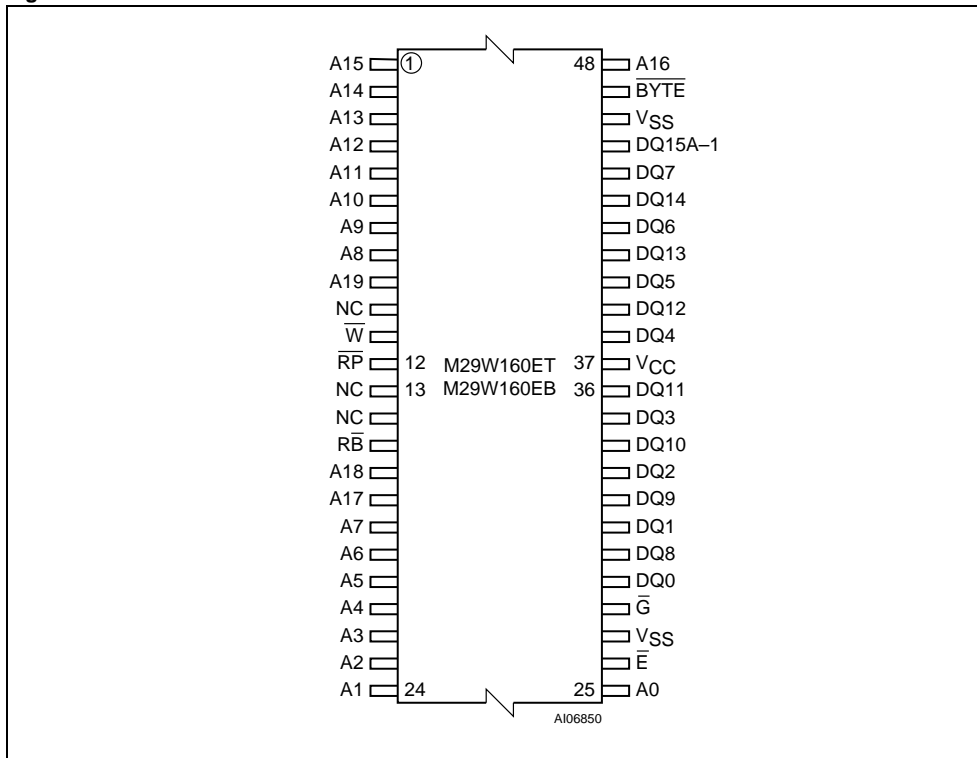 A15 1 48 A16
A14 B̅Y̅T̅E̅
A13 VSS
A12 DQ15A–1
A11 DQ7
A10 DQ14
A9 DQ6
A8 DQ13
A19 DQ5
NC DQ12
W̅ DQ4
R̅P̅ 12 M29W160ET 37 VCC
NC 13 M29W160EB 36 DQ11
NC DQ3
RB̅ DQ10
A18 DQ2
A17 DQ9
A7 DQ1
A6 DQ8
A5 DQ0
A4 G̅
A3 VSS
A2 E̅
A1 24 25 A0
AI06850